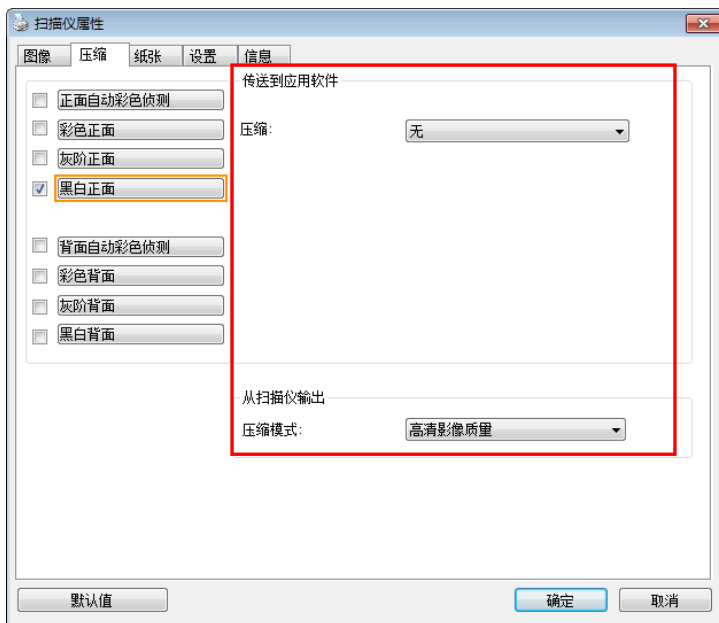 扫描仪属性
图像 压缩 纸张 设置 信息
传送到应用软件
正面自动彩色侦测
彩色正面
压缩: 无
灰阶正面
黑白正面
背面自动彩色侦测
彩色背面
灰阶背面
黑白背面
从扫描仪输出
压缩模式: 高清影像质量
默认值 确定 取消